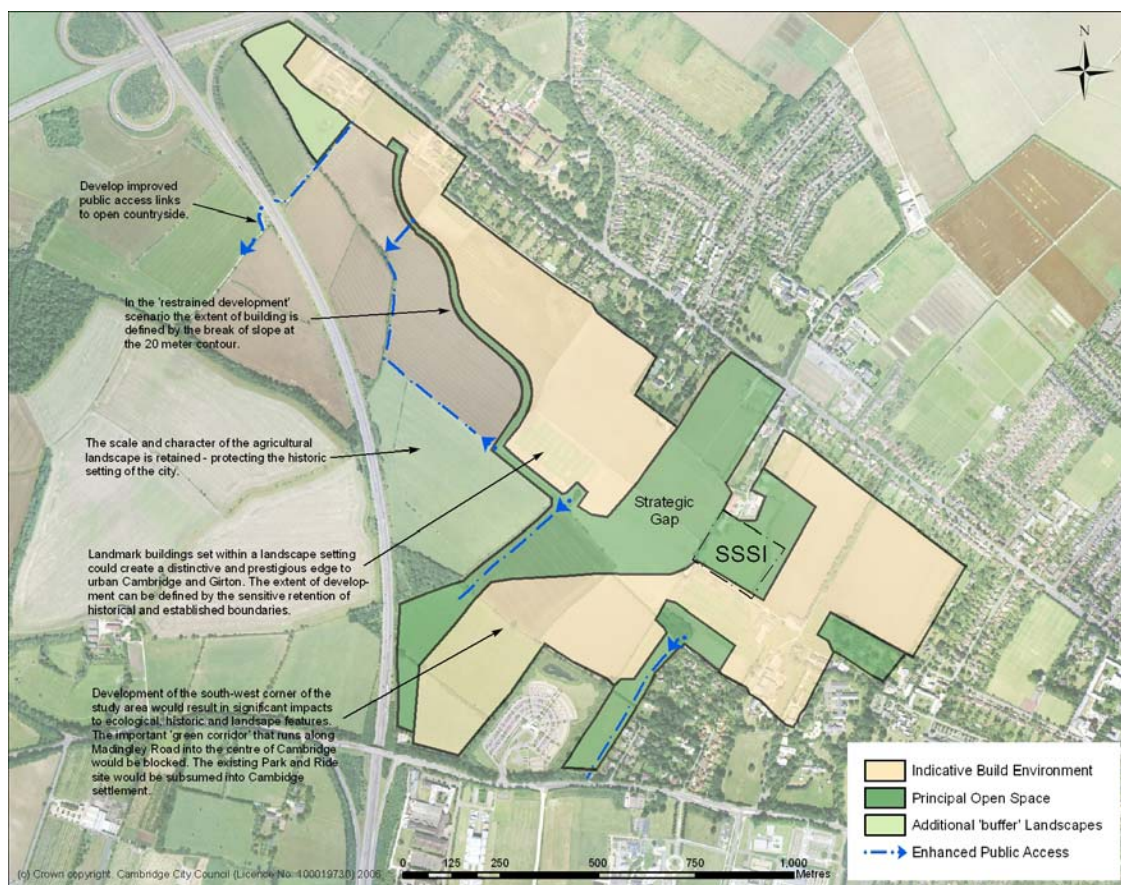 N
Develop improved
public access links
to open countryside.
In the 'restrained development'
scenario the extent of building is
defined by the break of slope at
the 20 meter contour.
The scale and character of the agricultural
landscape is retained - protecting the historic
setting of the city.
Strategic
Gap
SSSI
Landmark buildings set within a landscape setting
could create a distinctive and prestigious edge to
urban Cambridge and Girton. The extent of develop-
ment can be defined by the sensitive retention of
historical and established boundaries.
Development of the south-west corner of the
study area would result in significant impacts
to ecological, historic and landsape features.
The important 'green corridor' that runs along
Madingley Road into the centre of Cambridge
would be blocked. The existing Park and Ride
site would be subsumed into Cambidge
settlement.
Indicative Build Environment
Principal Open Space
Additional 'buffer' Landscapes
Enhanced Public Access
0 125 250 500 750 1,000
Metres
(c) Crown copyright. Cambridge City Council (Licence No. 100019730) 2006